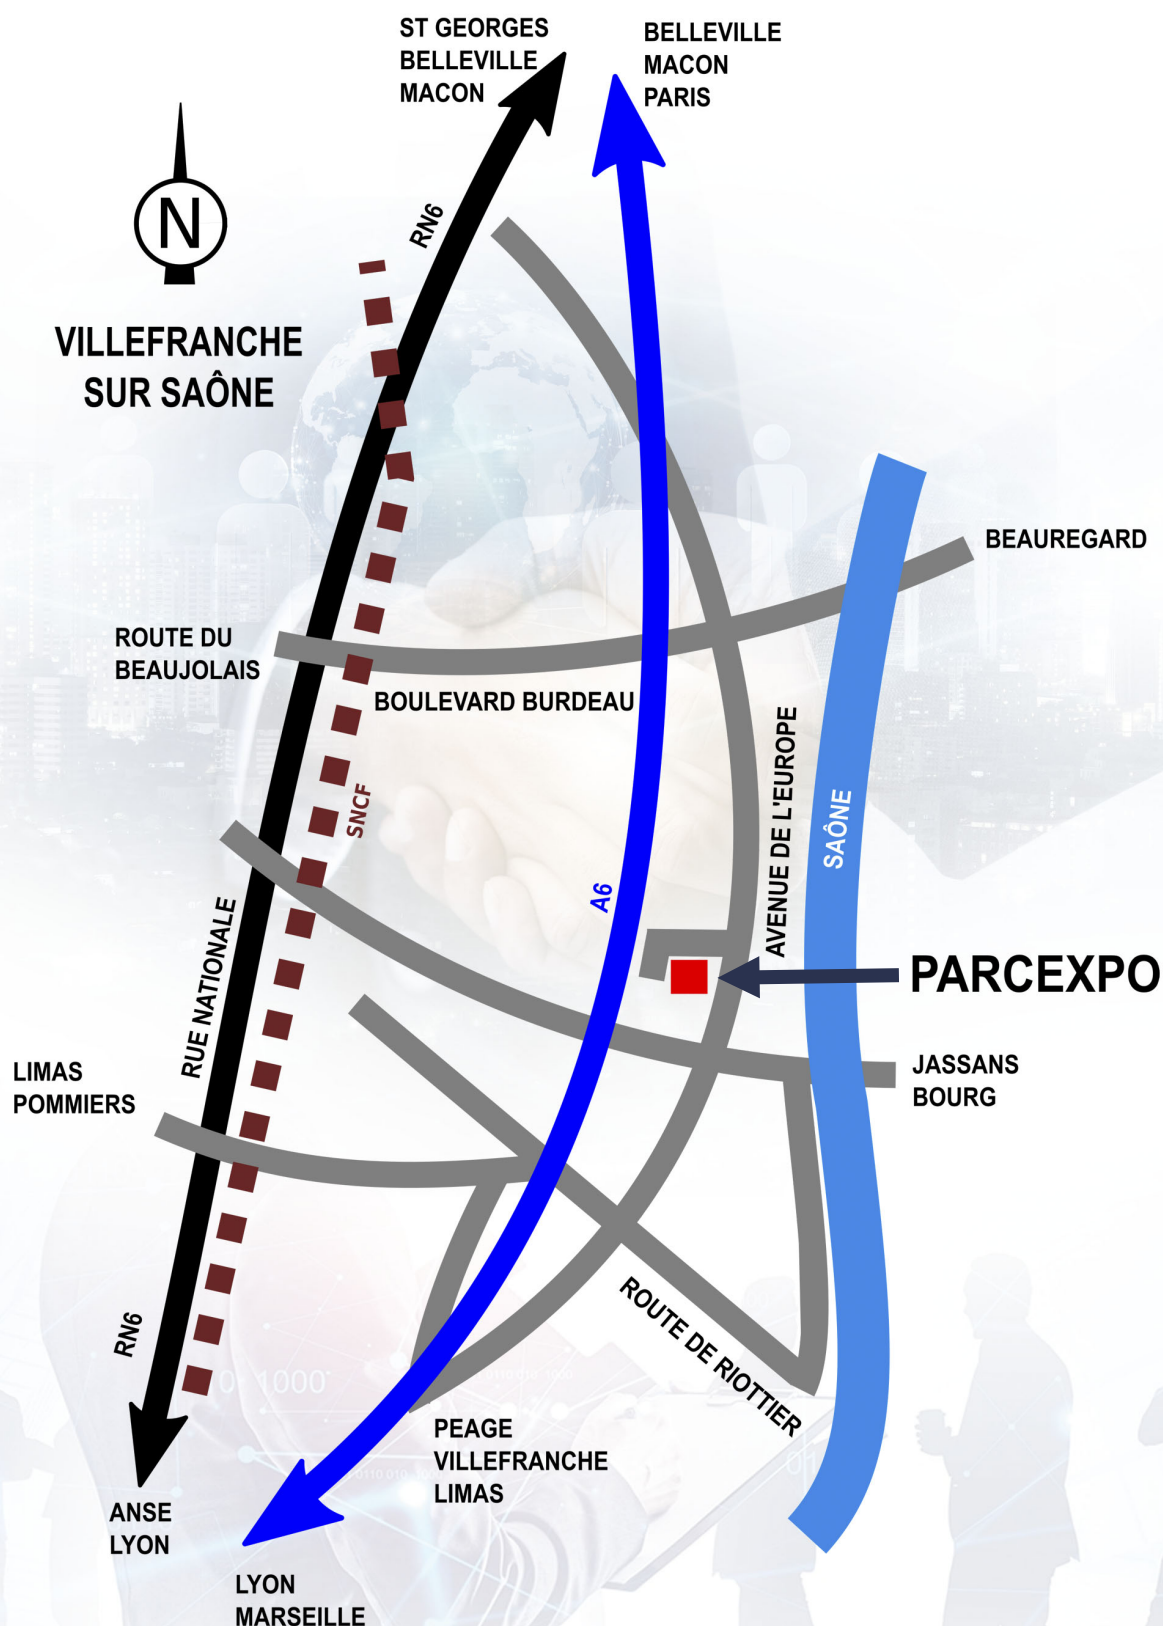 ST GEORGES
BELLEVILLE
MACON
BELLEVILLE
MACON
PARIS
N
RN6
VILLEFRANCHE
SUR SAÔNE
BEAUREGARD
ROUTE DU
BEAUJOLAIS
BOULEVARD BURDEAU
SNCF
AVENUE DE L'EUROPE
SAÔNE
A6
RUE NATIONALE
PARCEXPO
LIMAS
POMMIERS
JASSANS
BOURG
RN6
ROUTE DE RIOTTIER
1000
PEAGE
VILLEFRANCHE
LIMAS
ANSE
LYON
LYON
MARSEILLE